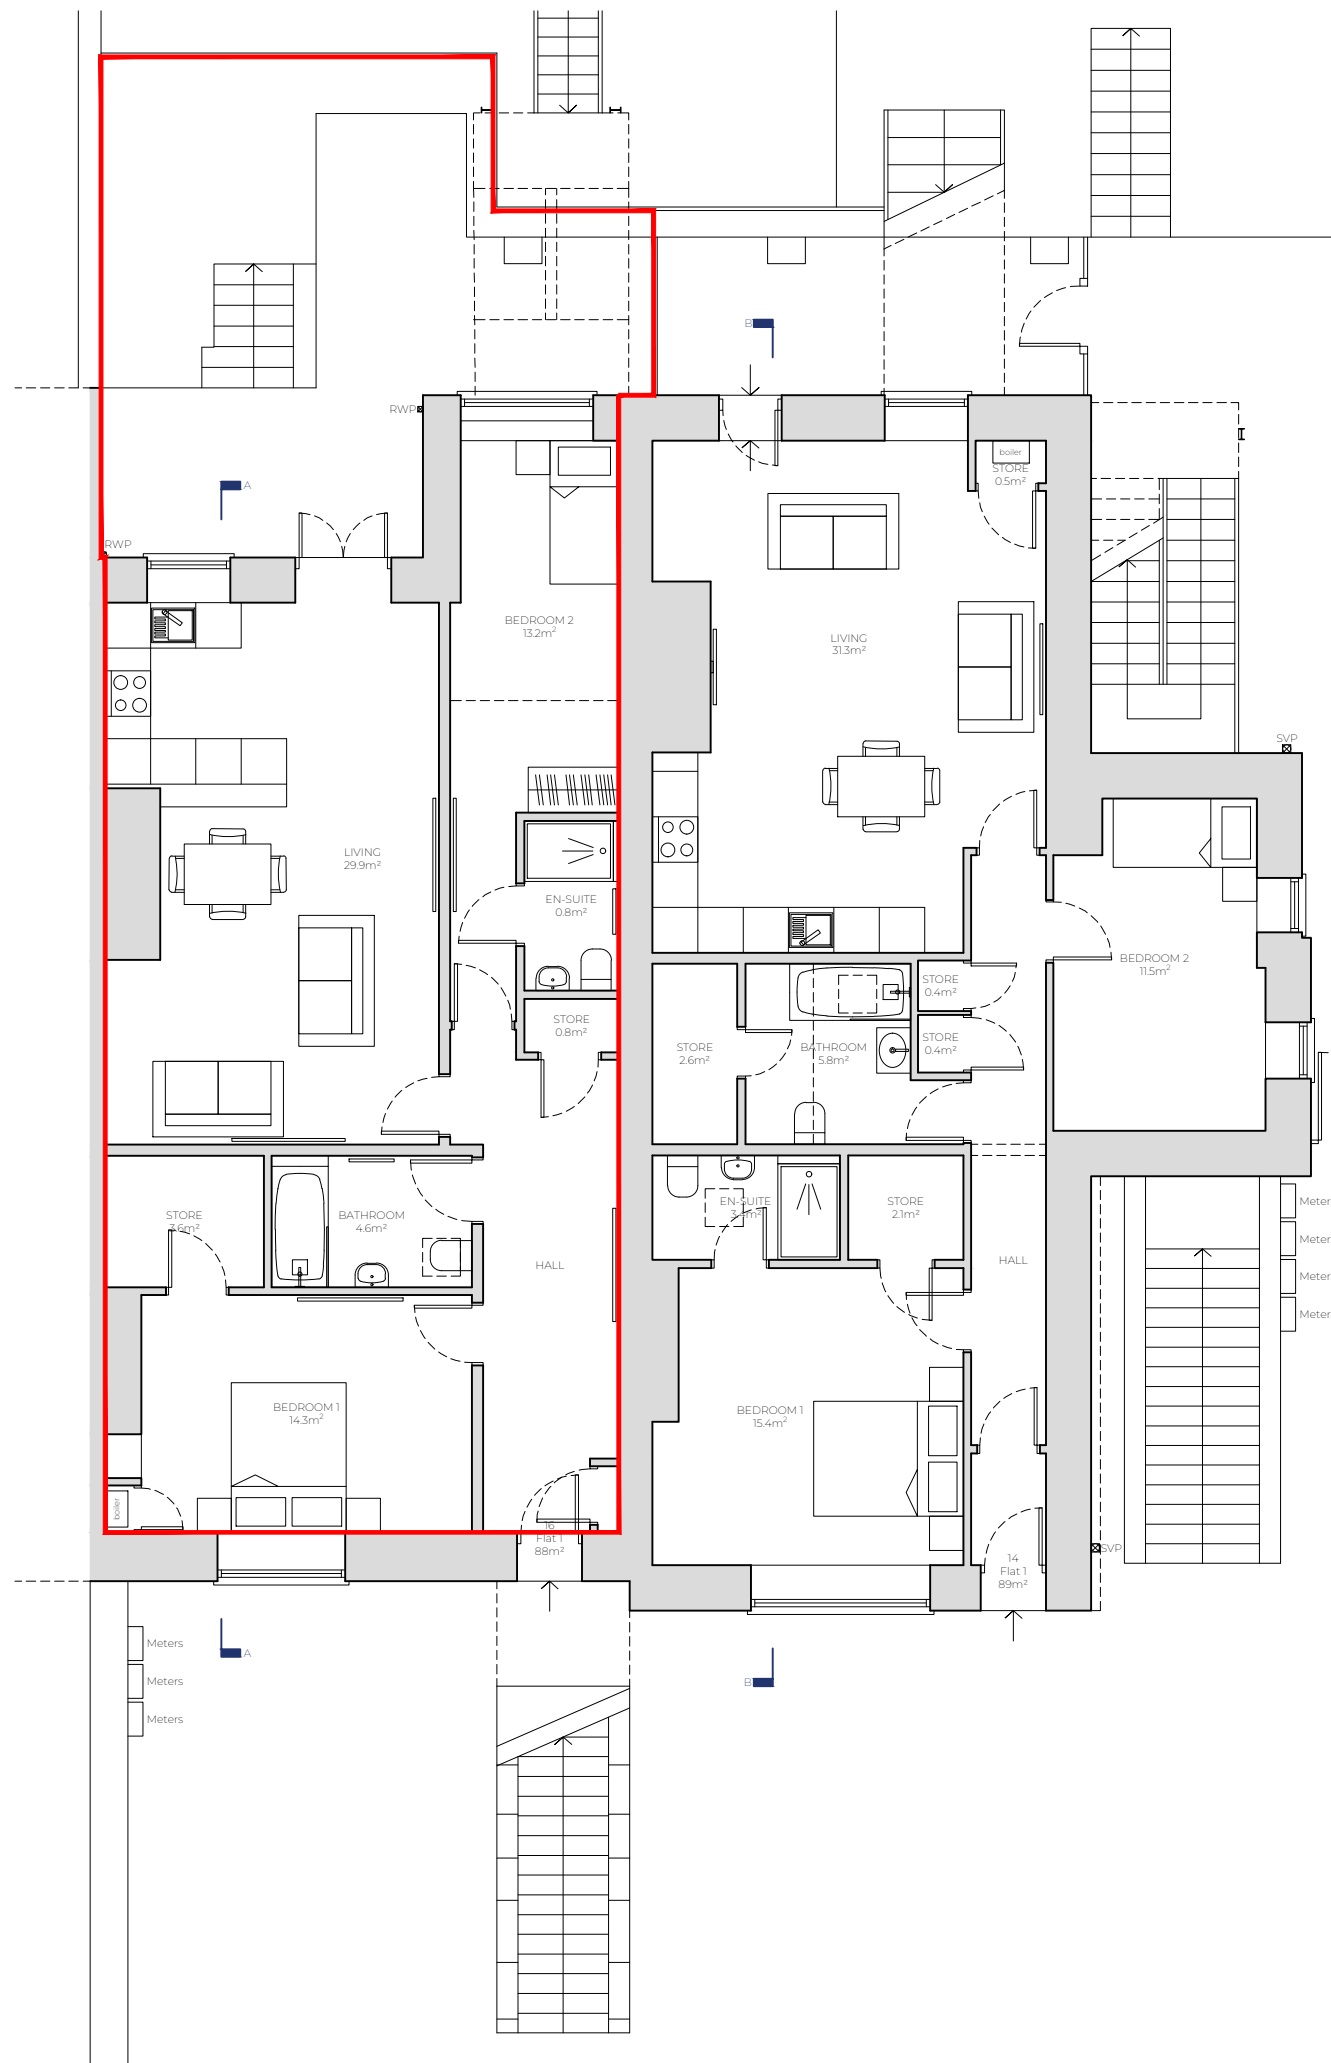 B
RWP
A
RWP
boiler
STORE
0.5m²
BEDROOM 2
13.2m²
LIVING
31.3m²
SVP
LIVING
29.9m²
EN-SUITE
0.8m²
BEDROOM 2
11.5m²
STORE
0.4m²
STORE
0.8m²
STORE
0.4m²
STORE
2.6m²
BATHROOM
5.8m²
STORE
3.6m²
BATHROOM
4.6m²
EN-SUITE
STORE
2.1m²
Meter
Meter
Meter
Meter
HALL
HALL
BEDROOM 1
14.3m²
BEDROOM 1
15.4m²
boiler
16
Flat 1
88m²
14
Flat 1
89m²
SVP
Meters
Meters
Meters
A
B